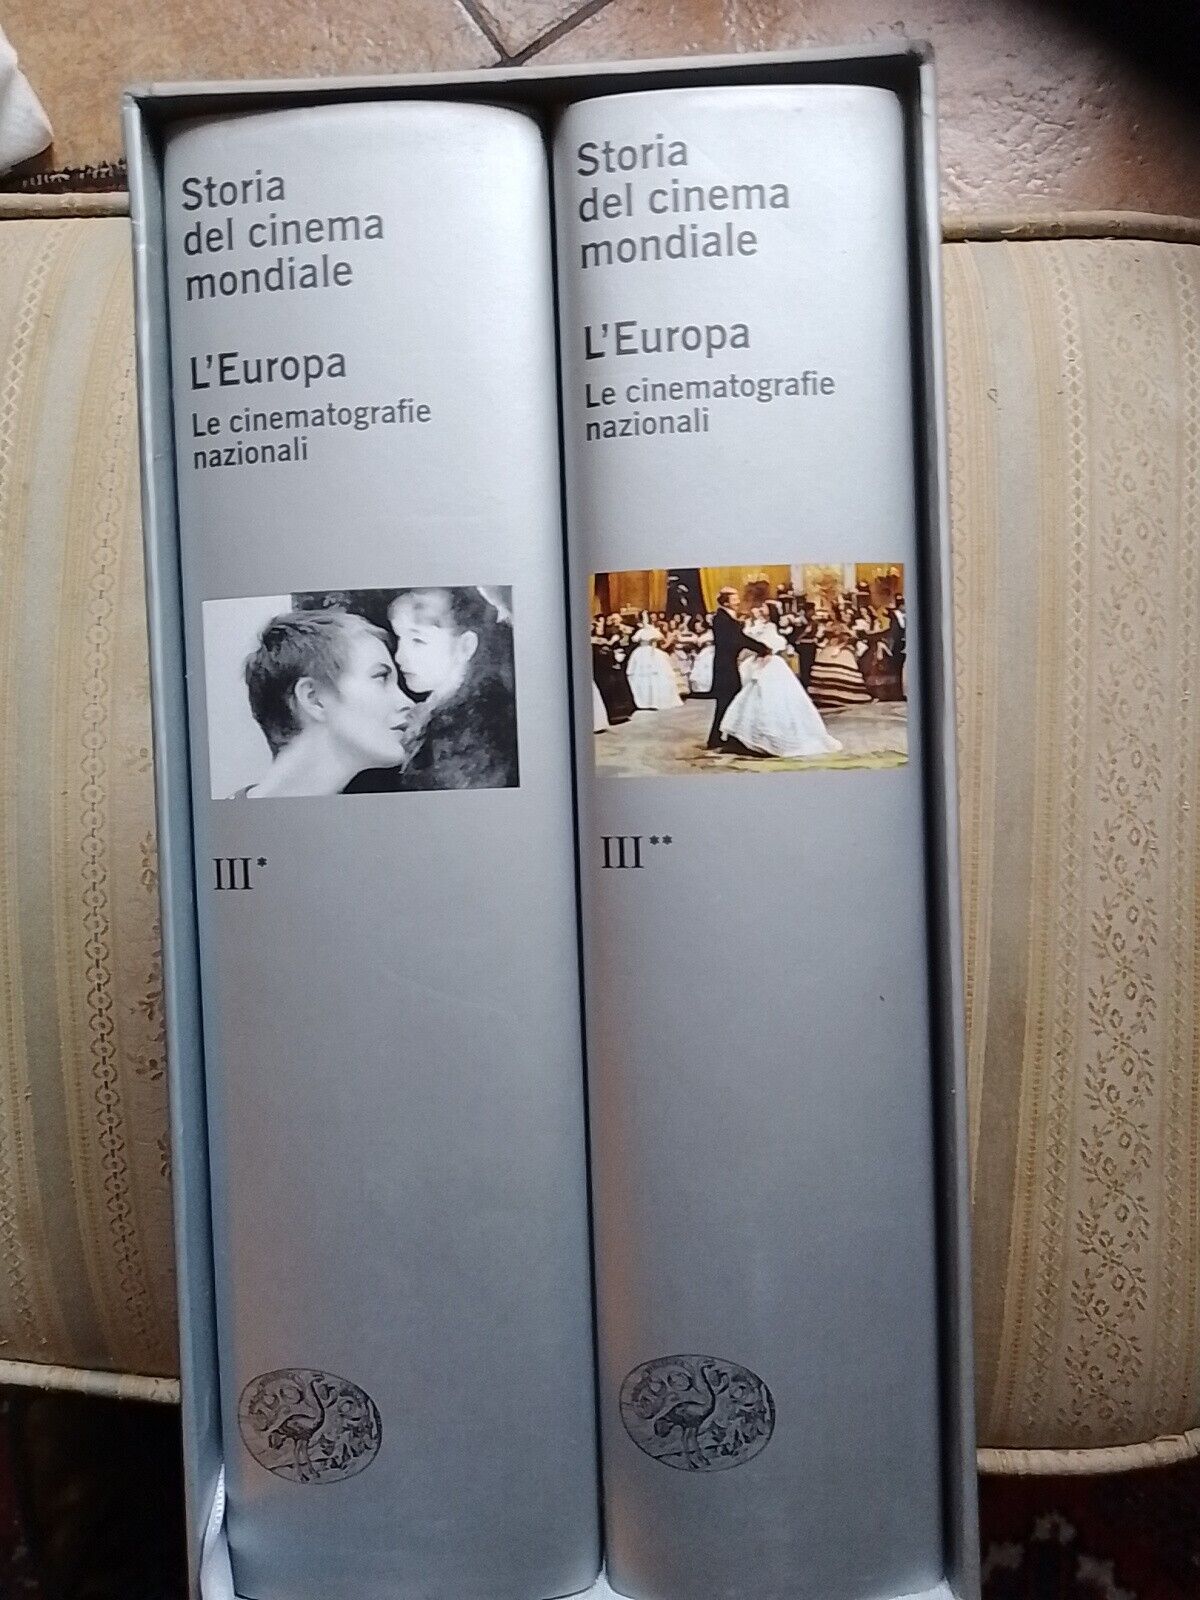 Storia
del cinema
mondiale
L'Europa
Le cinematografie
nazionali
III*
Storia
del cinema
mondiale
L'Europa
Le cinematografie
nazionali
III**